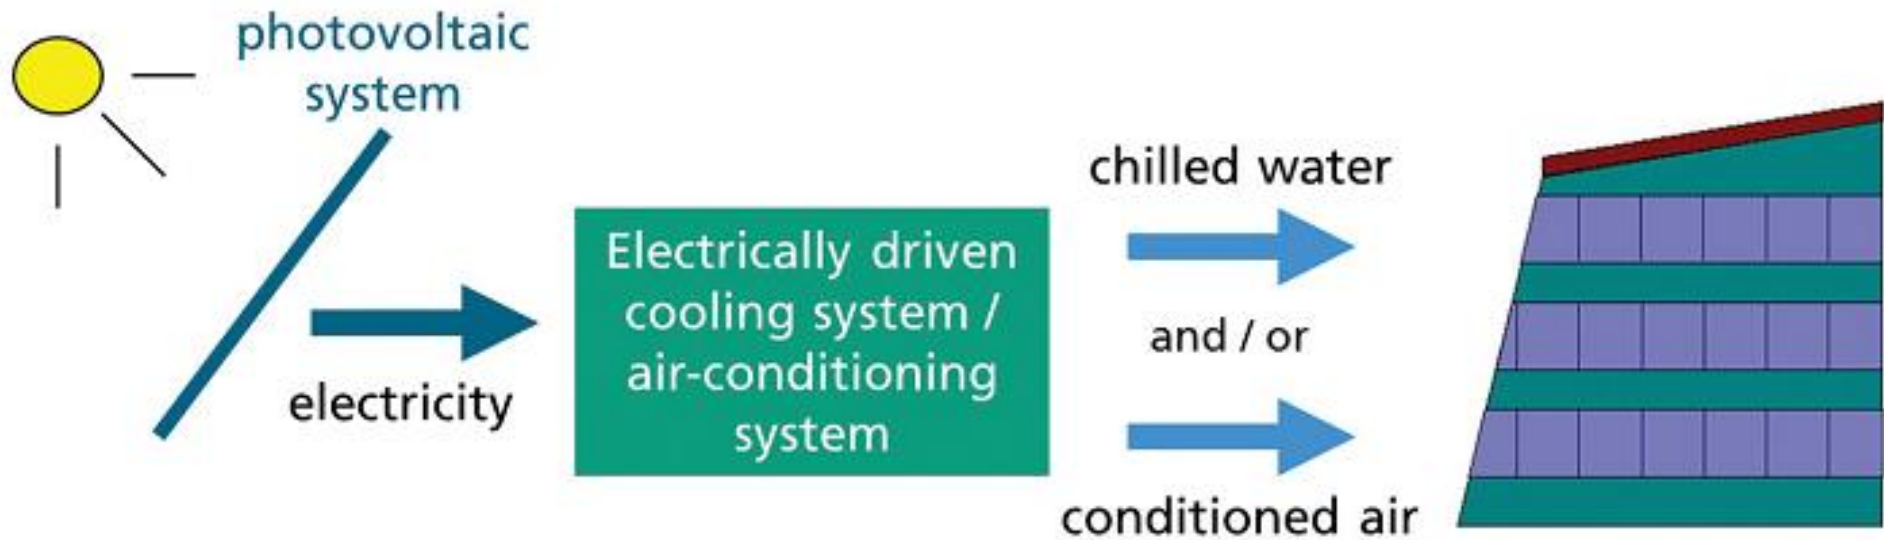 photovoltaic
system
electricity
Electrically driven
cooling system /
air-conditioning
system
chilled water
and / or
conditioned air